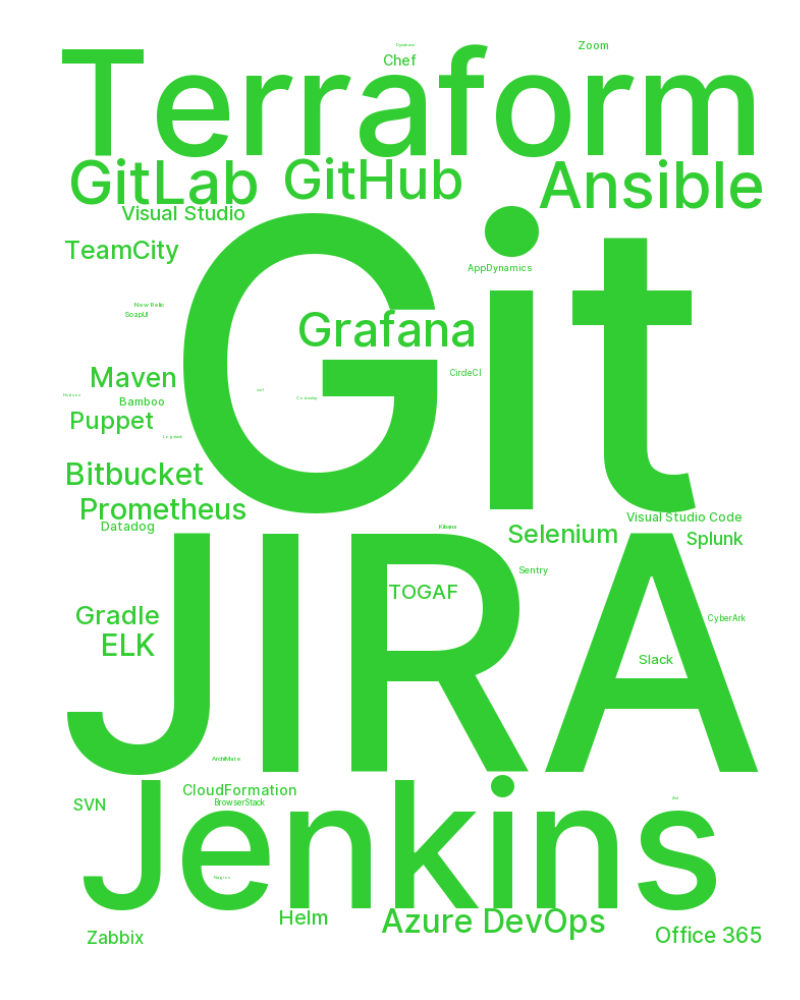 Zoom
Chef
Terraform
GitLab
GitHub
Ansible
Visual Studio
TeamCity
AppDynamics
Git
New Relic
SoapUI
Grafana
CircleCI
Maven
Bamboo
Puppet
Bitbucket
Prometheus
Visual Studio Code
Datadog
Kibana
Selenium
Splunk
Sentry
JIRA
TOGAF
Gradle
CyberArk
ELK
Slack
ArchiMate
CloudFormation
BrowserStack
SVN
Jenkins
Nagios
Helm
Azure DevOps
Zabbix
Office 365